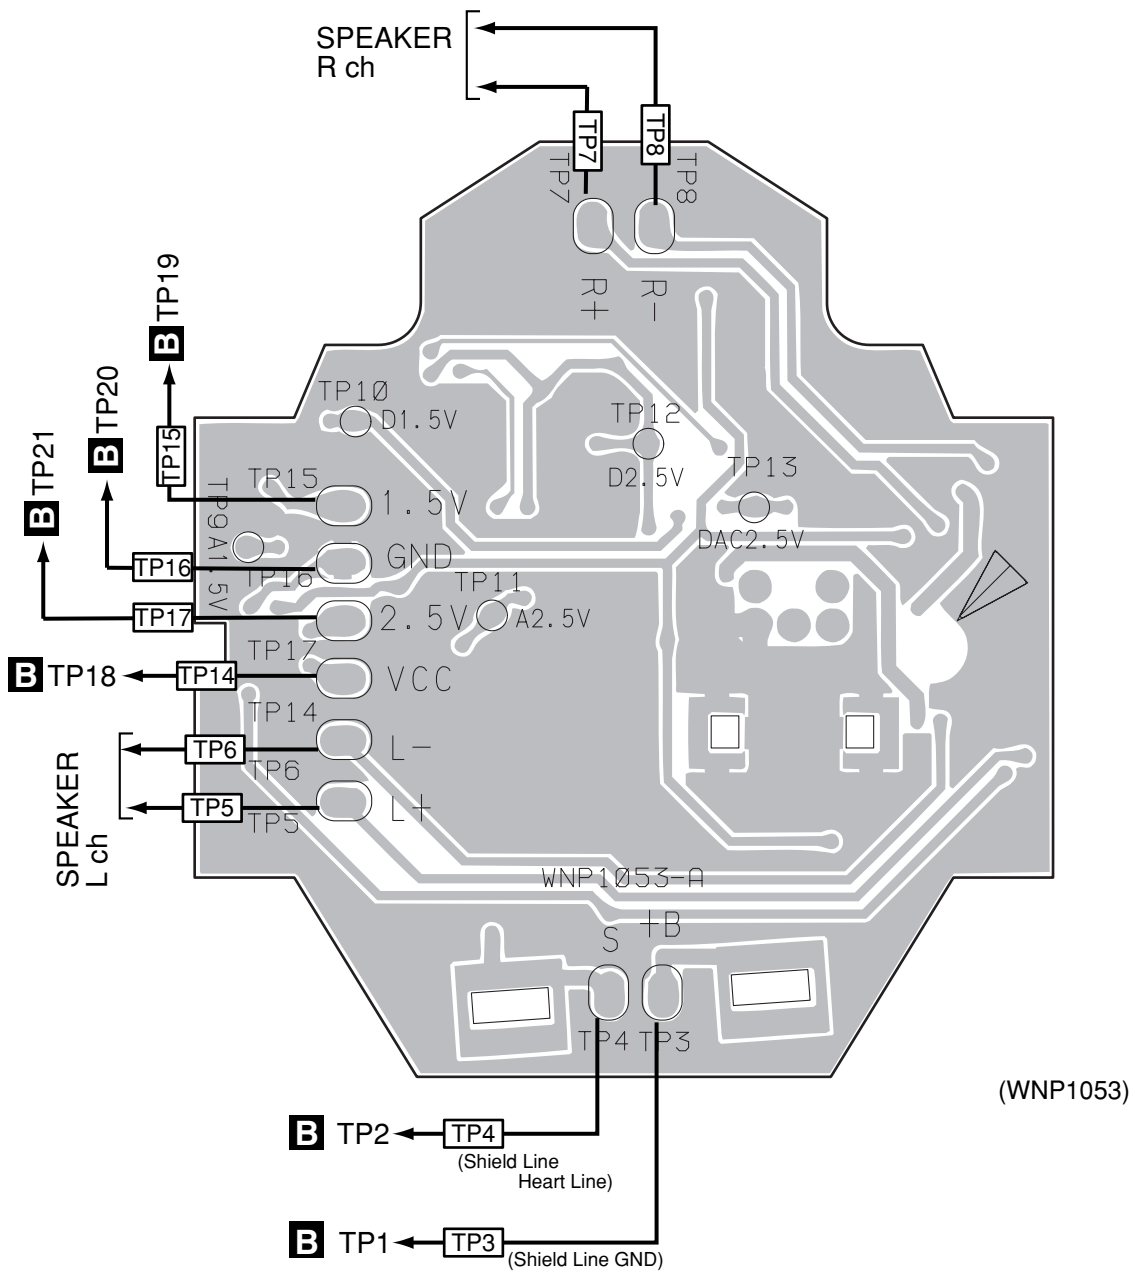 SPEAKER
R ch
TP7
TP8
TP7
TP8
R+
R-
B TP19
B TP20
B TP21
TP15
TP10
D1.5V
TP12
D2.5V
TP13
DAC2.5V
TP15
1.5V
TP9
A1.5V
GND
TP16
TP16
TP11
A2.5V
TP17
2.5V
TP17
B TP18
TP14
VCC
TP14
TP6
L-
TP6
SPEAKER
L ch
TP5
L+
TP5
WNP1053-A
S
+B
TP4
TP3
(WNP1053)
B TP2
TP4
(Shield Line
Heart Line)
B TP1
TP3
(Shield Line GND)